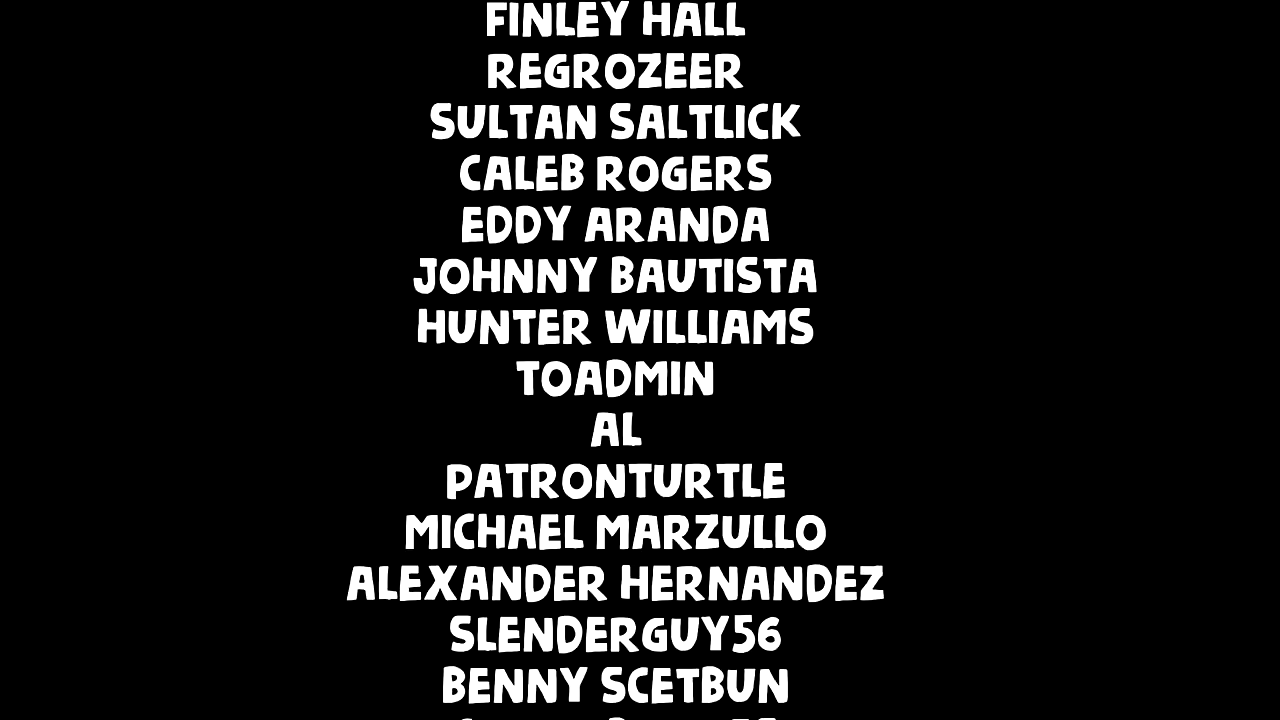 FINLEY HALL
REGROZEER
SULTAN SALTLICK
CALEB ROGERS
EDDY ARANDA
JOHNNY BAUTISTA
HUNTER WILLIAMS
TOADMIN
AL
PATRONTURTLE
MICHAEL MARZULLO
ALEXANDER HERNANDEZ
SLENDERGUY56
BENNY SCETBUN